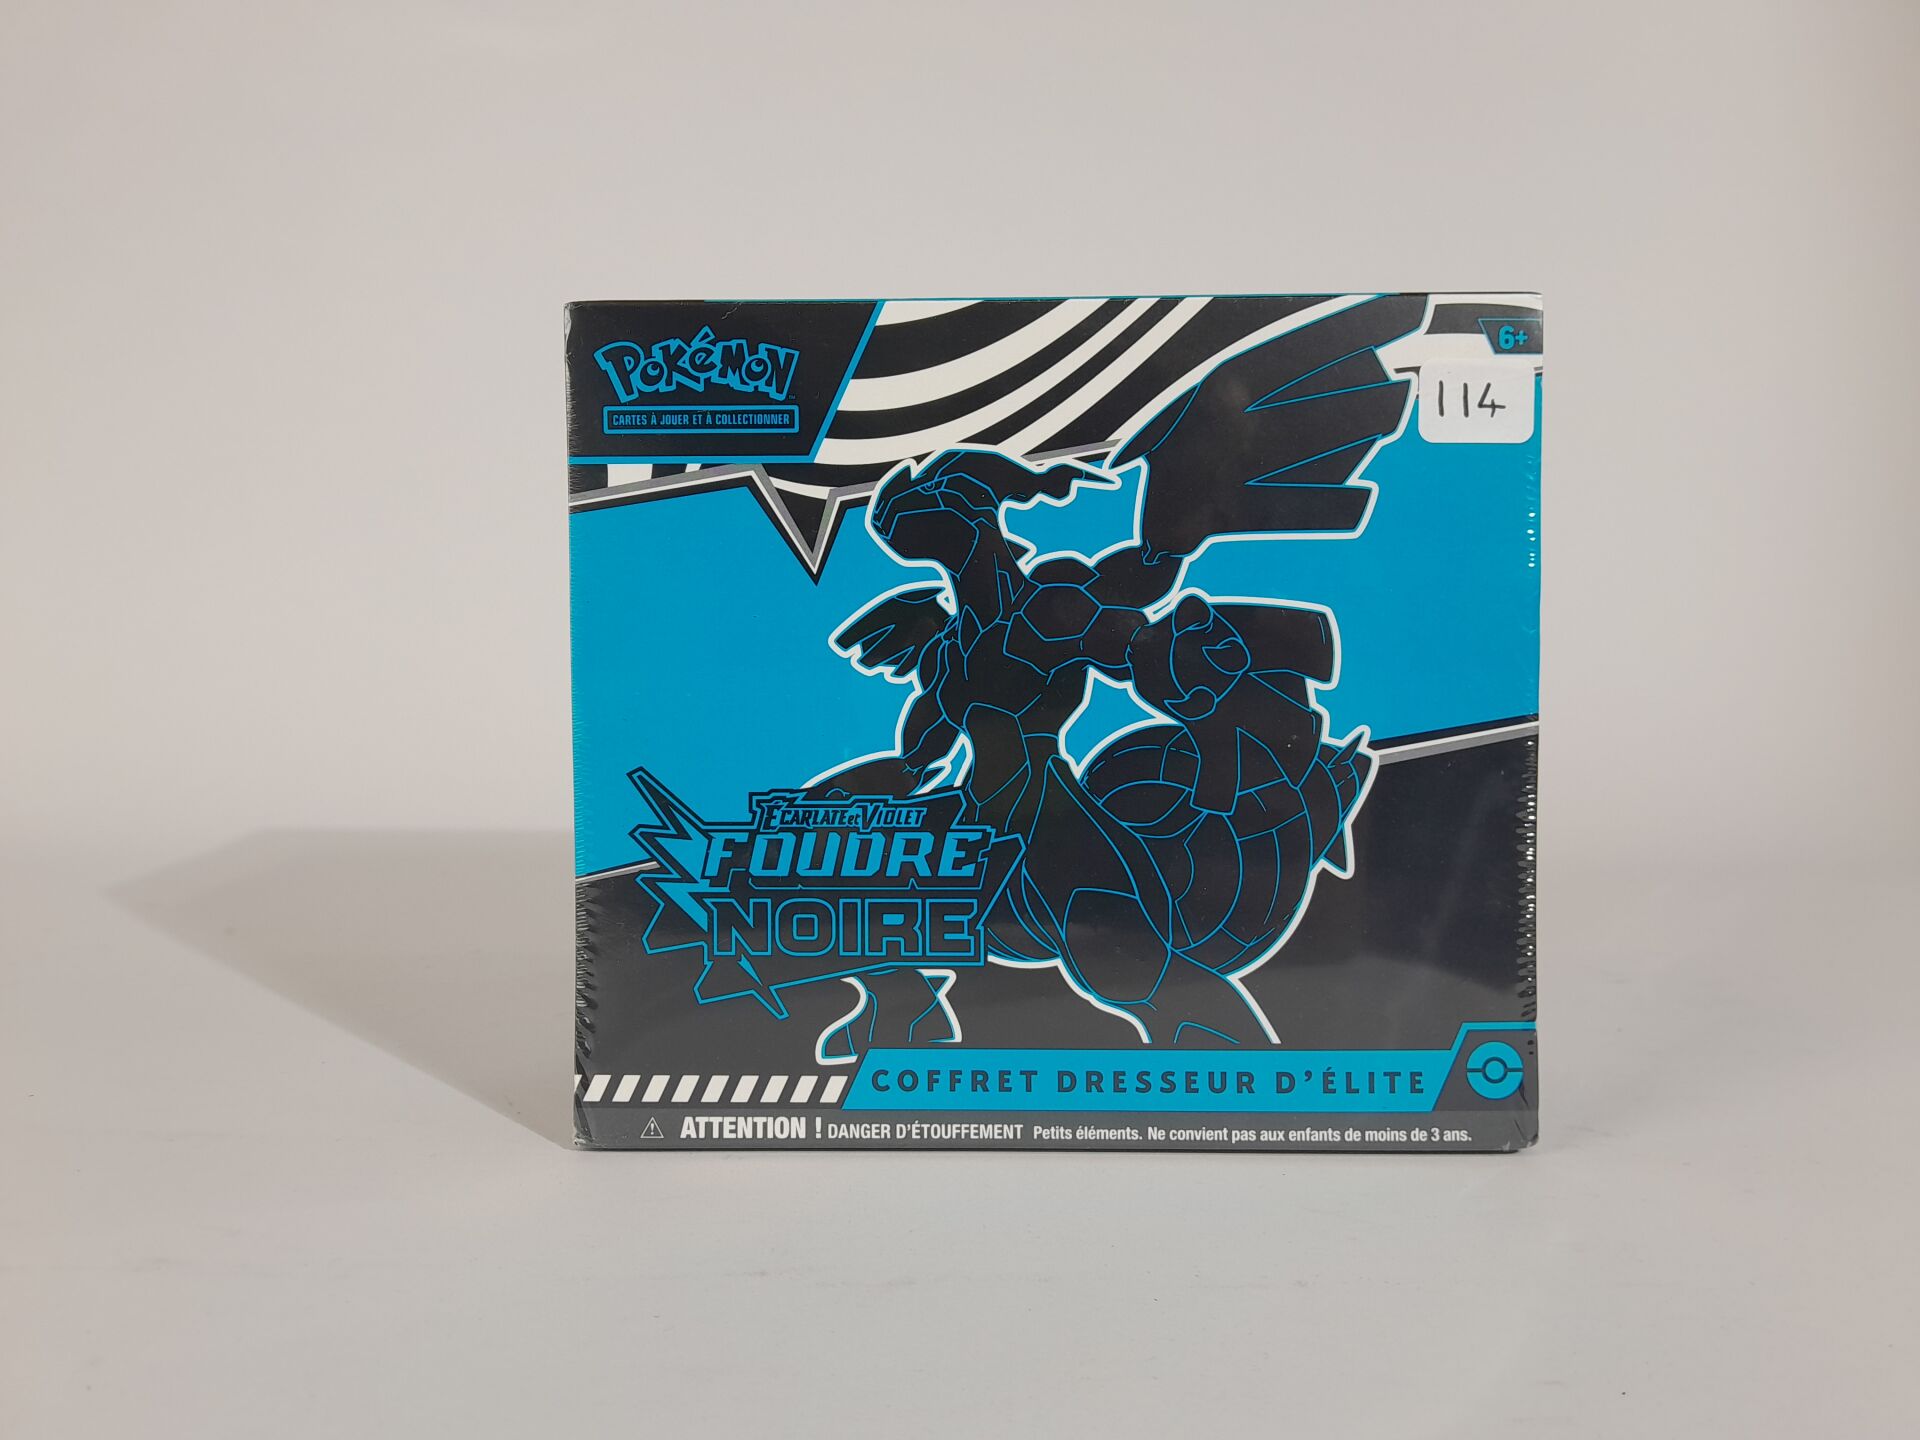 POKéMON
CARTES À JOUER ET À COLLECTIONNER
6+
114
ÉCARLATE et VIOLET
FOUDRE
NOIRE
COFFRET DRESSEUR D'ÉLITE
ATTENTION ! DANGER D'ÉTOUFFEMENT Petits éléments. Ne convient pas aux enfants de moins de 3 ans.